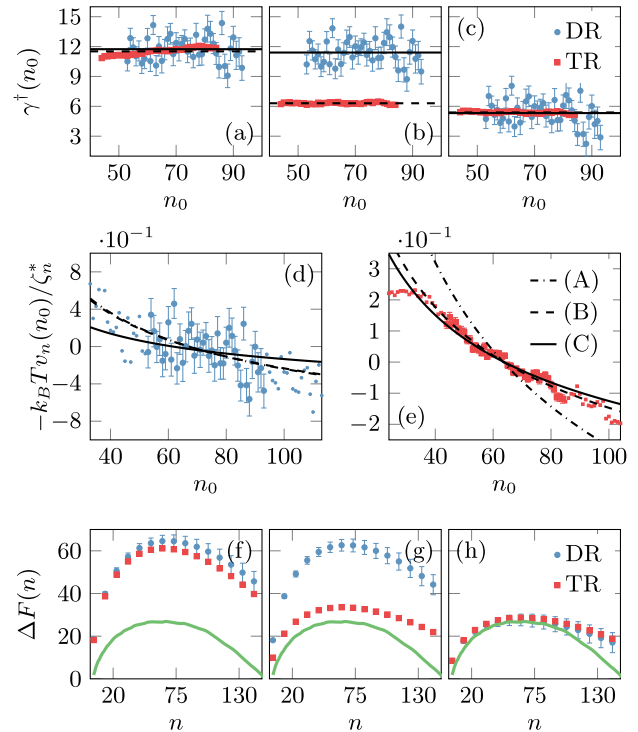 γ†(n₀)
15
12
9
6
3
(a)
(b)
(c)
DR
TR
50 70 90
50 70 90
50 70 90
n₀
n₀
n₀
·10⁻¹
·10⁻¹
−k_BTv_n(n₀)/ζ*_n
8
4
0
−4
−8
(d)
40 60 80 100
n₀
3
2
1
0
−1
−2
(A)
(B)
(C)
(e)
40 60 80 100
n₀
ΔF(n)
60
40
20
0
(f)
(g)
(h)
DR
TR
20 75 130
20 75 130
20 75 130
n
n
n